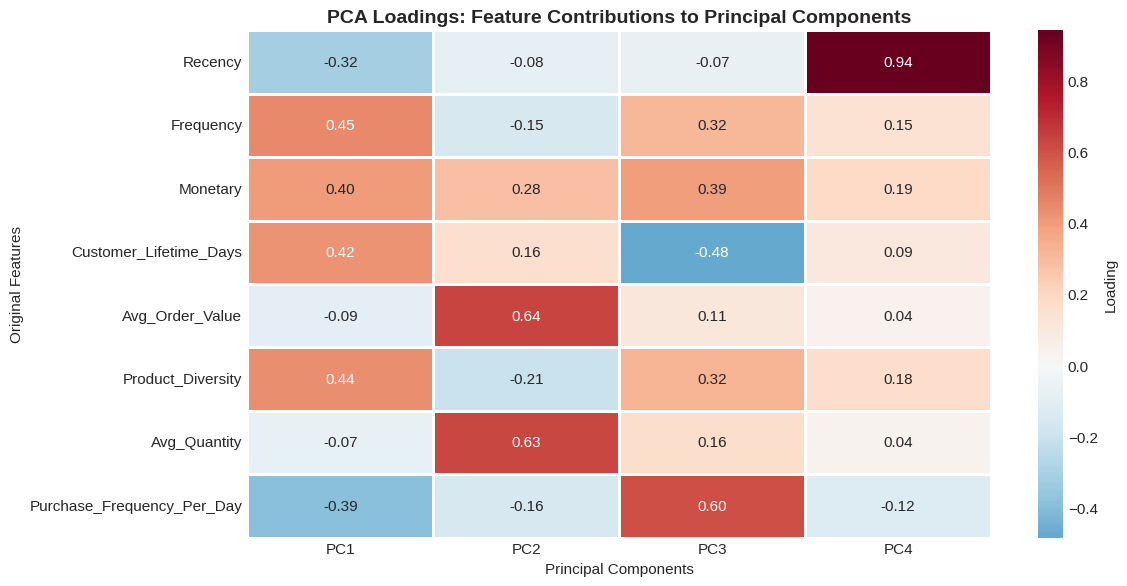 PCA Loadings: Feature Contributions to Principal Components
Original Features
Recency -0.32 -0.08 -0.07 0.94
Frequency 0.45 -0.15 0.32 0.15
Monetary 0.40 0.28 0.39 0.19
Customer_Lifetime_Days 0.42 0.16 -0.48 0.09
Avg_Order_Value -0.09 0.64 0.11 0.04
Product_Diversity 0.44 -0.21 0.32 0.18
Avg_Quantity -0.07 0.63 0.16 0.04
Purchase_Frequency_Per_Day -0.39 -0.16 0.60 -0.12
PC1 PC2 PC3 PC4
Principal Components
0.8
0.6
0.4
0.2
0.0
−0.2
−0.4
Loading